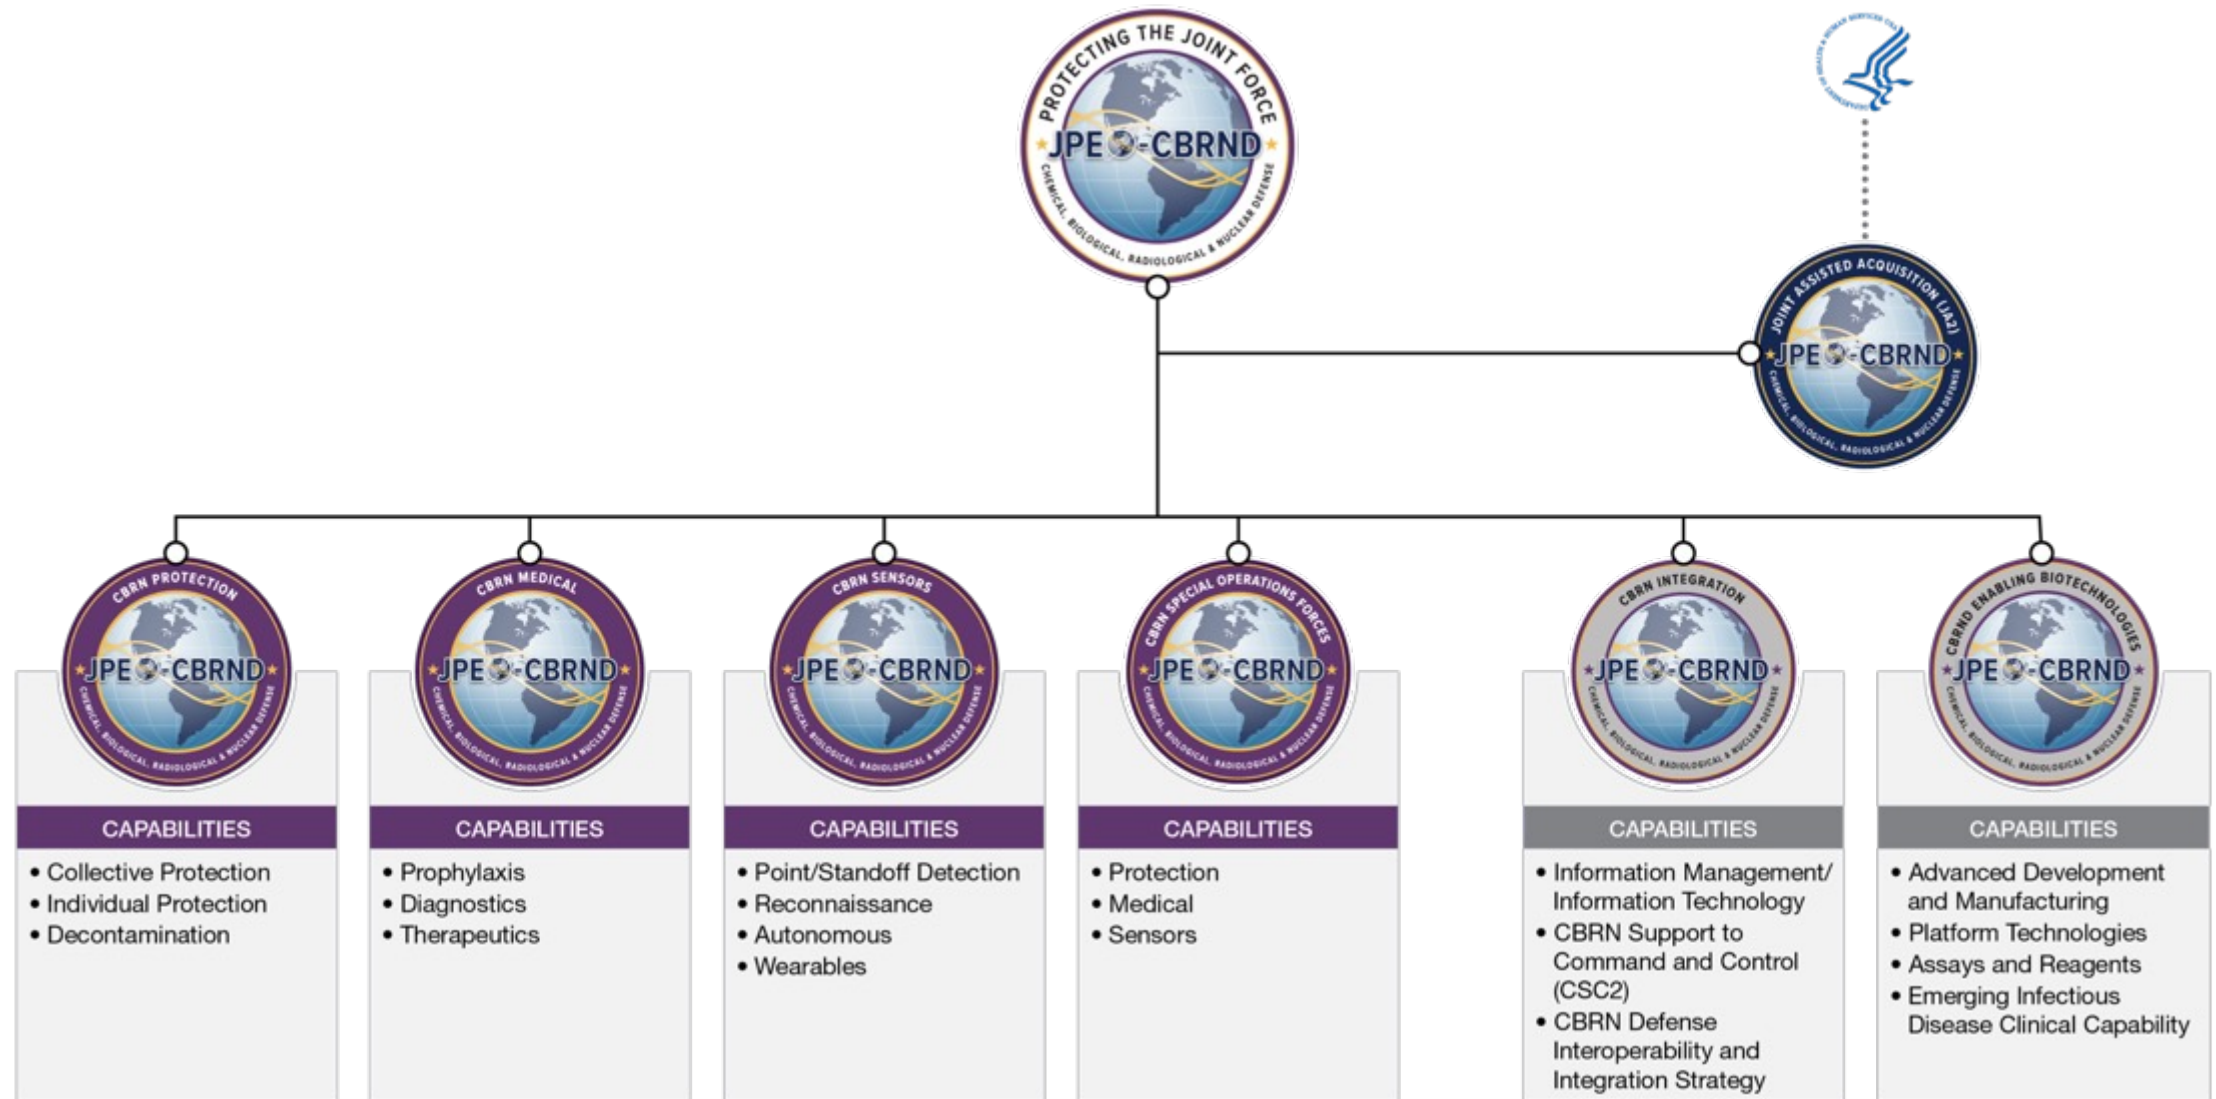 PROTECTING THE JOINT FORCE
JPEO-CBRND
CHEMICAL, BIOLOGICAL, RADIOLOGICAL & NUCLEAR DEFENSE
DEPARTMENT OF HEALTH & HUMAN SERVICES USA
JOINT ASSISTED ACQUISITION (JA2)
JPEO-CBRND
CHEMICAL, BIOLOGICAL, RADIOLOGICAL & NUCLEAR DEFENSE
CBRN PROTECTION
JPEO-CBRND
CHEMICAL, BIOLOGICAL, RADIOLOGICAL & NUCLEAR DEFENSE
CAPABILITIES
• Collective Protection
• Individual Protection
• Decontamination
CBRN MEDICAL
JPEO-CBRND
CHEMICAL, BIOLOGICAL, RADIOLOGICAL & NUCLEAR DEFENSE
CAPABILITIES
• Prophylaxis
• Diagnostics
• Therapeutics
CBRN SENSORS
JPEO-CBRND
CHEMICAL, BIOLOGICAL, RADIOLOGICAL & NUCLEAR DEFENSE
CAPABILITIES
• Point/Standoff Detection
• Reconnaissance
• Autonomous
• Wearables
CBRN SPECIAL OPERATIONS FORCES
JPEO-CBRND
CHEMICAL, BIOLOGICAL, RADIOLOGICAL & NUCLEAR DEFENSE
CAPABILITIES
• Protection
• Medical
• Sensors
CBRN INTEGRATION
JPEO-CBRND
CHEMICAL, BIOLOGICAL, RADIOLOGICAL & NUCLEAR DEFENSE
CAPABILITIES
• Information Management/
Information Technology
• CBRN Support to
Command and Control
(CSC2)
• CBRN Defense
Interoperability and
Integration Strategy
CBRND ENABLING BIOTECHNOLOGIES
JPEO-CBRND
CHEMICAL, BIOLOGICAL, RADIOLOGICAL & NUCLEAR DEFENSE
CAPABILITIES
• Advanced Development
and Manufacturing
• Platform Technologies
• Assays and Reagents
• Emerging Infectious
Disease Clinical Capability